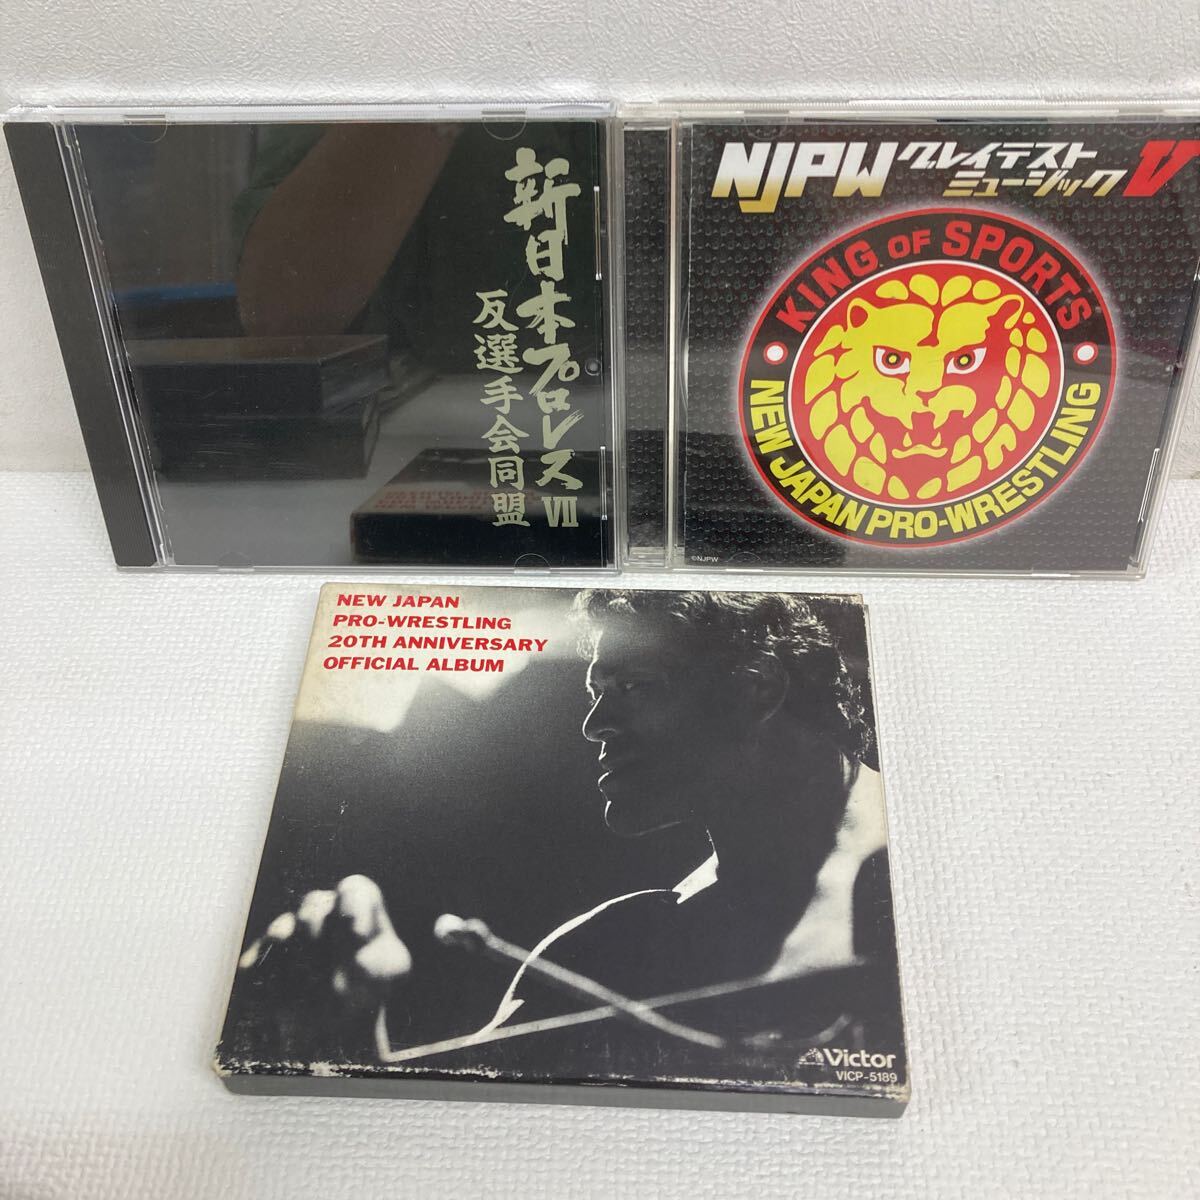 新日本プロレスVII
反選手会同盟
NJPW グレイテスト
ミュージック V
KING OF SPORTS
NEW JAPAN PRO-WRESTLING
©NJPW
NEW JAPAN
PRO-WRESTLING
20TH ANNIVERSARY
OFFICIAL ALBUM
Victor
VICP-5189